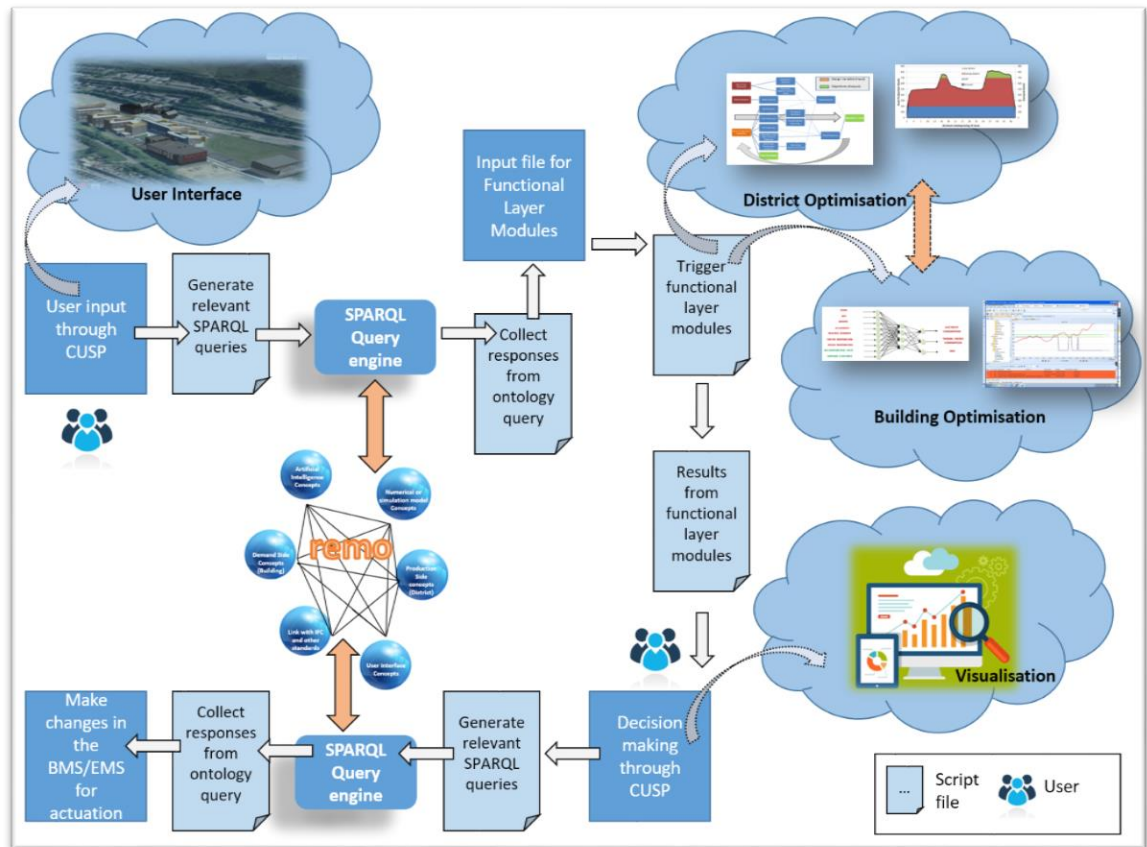 User Interface
User input
through
CUSP
Generate
relevant
SPARQL
queries
SPARQL
Query
engine
Collect
responses
from
ontology
query
Input file for
Functional
Layer
Modules
Trigger
functional
layer
modules
District Optimisation
Building Optimisation
Results
from
functional
layer
modules
Artificial
Intelligence
Concepts
Numerical or
simulation model
Concepts
remo
Demand Side
Concepts
(Building)
Production
Side
concepts
(District)
Link with IFC
and other
standards
User interface
Concepts
Visualisation
Decision
making
through
CUSP
Generate
relevant
SPARQL
queries
SPARQL
Query
engine
Collect
responses
from
ontology
query
Make
changes in
the
BMS/EMS
for
actuation
...
Script
file
User